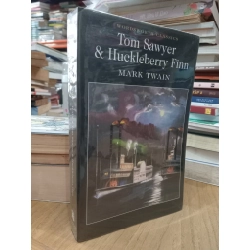 WORDSWORTH CLASSICS
Tom Sawyer
& Huckleberry Finn
MARK TWAIN